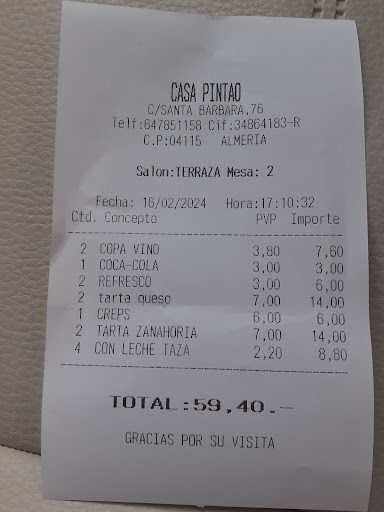 CASA PINTAO
C/SANTA BARBARA.76
Telf:647851158 Cif:34864183-R
C.P:04115 ALMERIA
Salon:TERRAZA Mesa: 2
Fecha: 16/02/2024 Hora:17:10:32
Ctd. Concepto PVP Importe
2 COPA VINO 3,80 7,60
1 COCA-COLA 3,00 3,00
2 REFRESCO 3,00 6,00
2 tarta queso 7,00 14,00
1 CREPS 6,00 6,00
2 TARTA ZANAHORIA 7,00 14,00
4 CON LECHE TAZA 2,20 8,80
TOTAL:59,40.-
GRACIAS POR SU VISITA